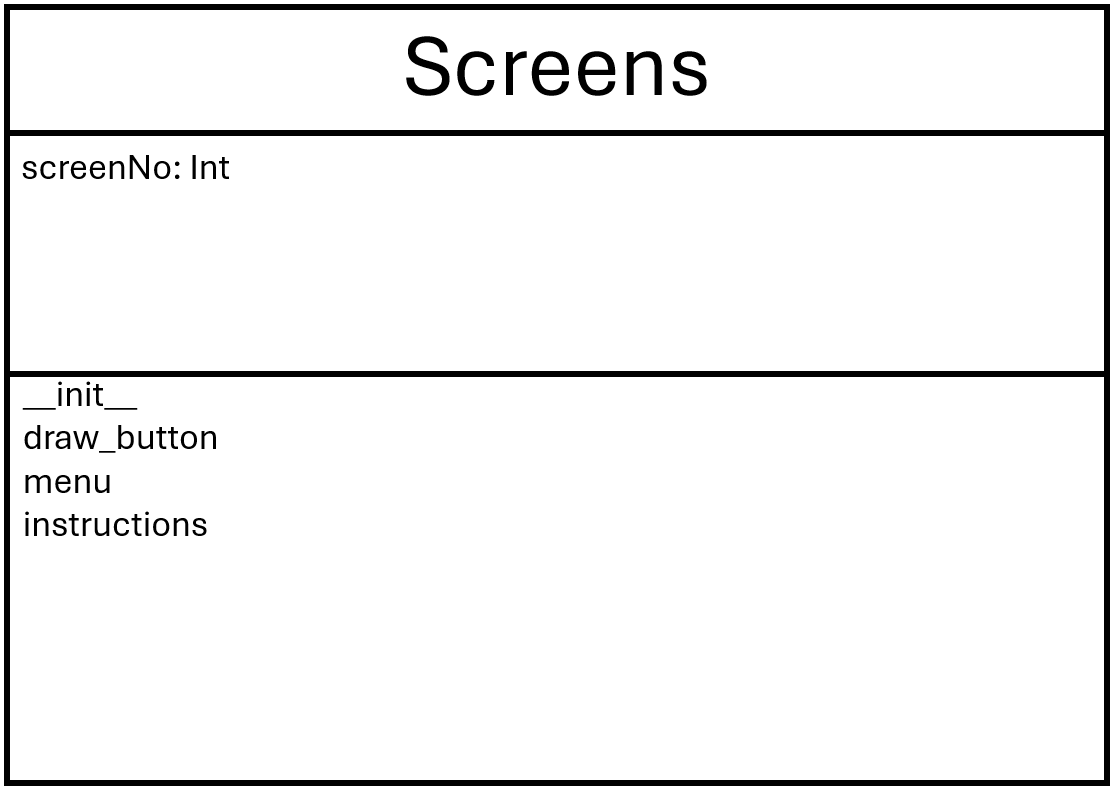 Screens
screenNo: Int
__init__
draw_button
menu
instructions